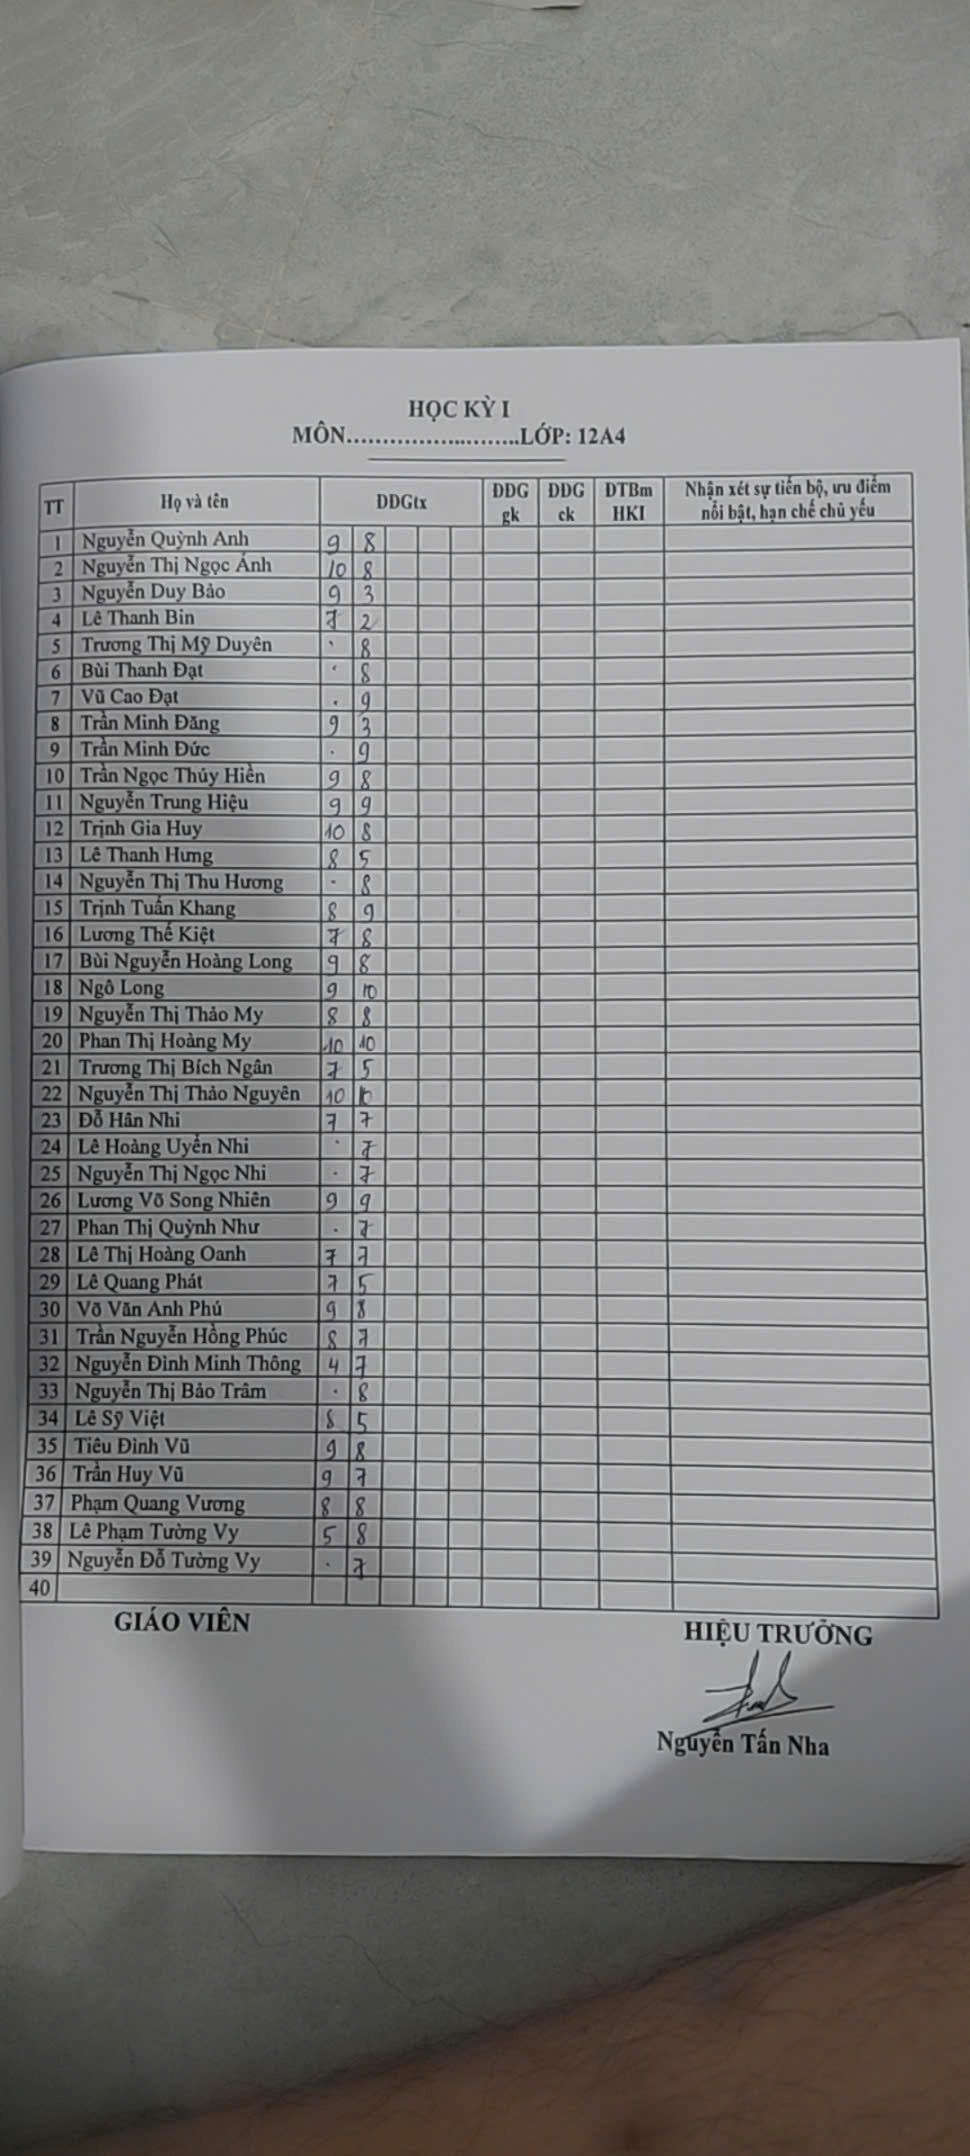 HỌC KỲ I
MÔN.........................LỚP: 12A4
TT Họ và tên ĐĐGtx ĐĐG gk ĐĐG ck ĐTBm HKI Nhận xét sự tiến bộ, ưu điểm nổi bật, hạn chế chủ yếu
1 Nguyễn Quỳnh Anh 9 8
2 Nguyễn Thị Ngọc Ánh 10 8
3 Nguyễn Duy Bảo 9 3
4 Lê Thanh Bin 7 2
5 Trương Thị Mỹ Duyên . 8
6 Bùi Thanh Đạt . 8
7 Vũ Cao Đạt . 9
8 Trần Minh Đăng 9 3
9 Trần Minh Đức . 9
10 Trần Ngọc Thúy Hiền 9 8
11 Nguyễn Trung Hiệu 9 9
12 Trịnh Gia Huy 10 8
13 Lê Thanh Hưng 8 5
14 Nguyễn Thị Thu Hương . 8
15 Trịnh Tuấn Khang 8 9
16 Lương Thế Kiệt 7 8
17 Bùi Nguyễn Hoàng Long 9 8
18 Ngô Long 9 10
19 Nguyễn Thị Thảo My 8 8
20 Phan Thị Hoàng My 10 10
21 Trương Thị Bích Ngân 7 5
22 Nguyễn Thị Thảo Nguyên 10 10
23 Đỗ Hân Nhi 7 7
24 Lê Hoàng Uyển Nhi . 7
25 Nguyễn Thị Ngọc Nhi . 7
26 Lương Võ Song Nhiên 9 9
27 Phan Thị Quỳnh Như . 7
28 Lê Thị Hoàng Oanh 7 7
29 Lê Quang Phát 7 5
30 Võ Văn Anh Phú 9 8
31 Trần Nguyễn Hồng Phúc 8 7
32 Nguyễn Đình Minh Thông 4 7
33 Nguyễn Thị Bảo Trâm . 8
34 Lê Sỹ Việt 8 5
35 Tiêu Đình Vũ 9 8
36 Trần Huy Vũ 9 7
37 Phạm Quang Vương 8 8
38 Lê Phạm Tường Vy 5 8
39 Nguyễn Đỗ Tường Vy . 7
40
GIÁO VIÊN HIỆU TRƯỞNG
Nguyễn Tấn Nha